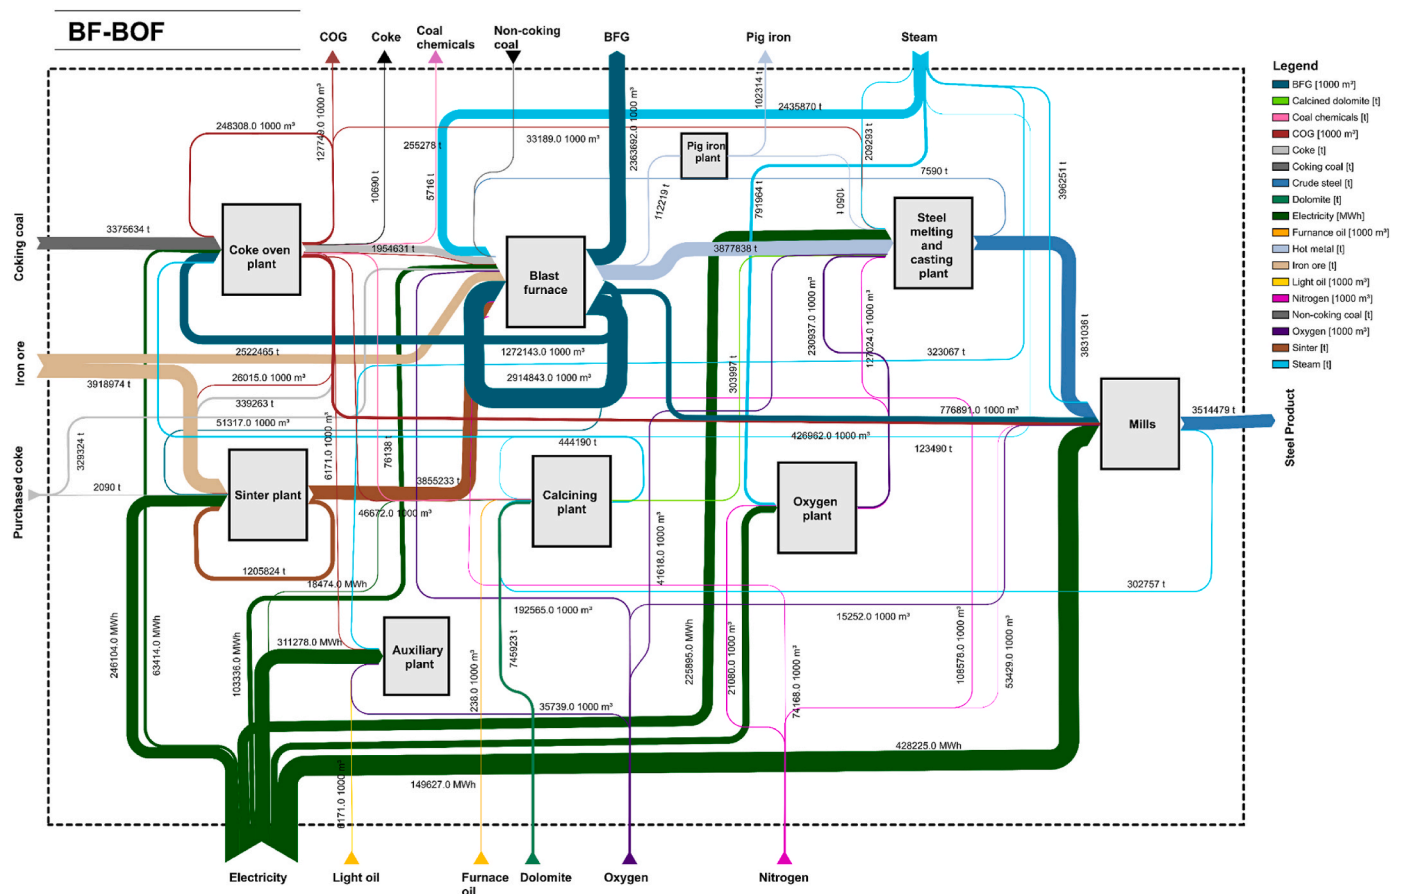 BF-BOF
COG
Coke
Coal
chemicals
Non-coking
coal
BFG
Pig iron
Steam
Legend
BFG [1000 m³]
Calcined dolomite [t]
Coal chemicals [t]
COG [1000 m³]
Coke [t]
Coking coal [t]
Crude steel [t]
Dolomite [t]
Electricity [MWh]
Furnance oil [1000 m³]
Hot metal [t]
Iron ore [t]
Light oil [1000 m³]
Nitrogen [1000 m³]
Non-coking coal [t]
Oxygen [1000 m³]
Sinter [t]
Steam [t]
248308.0 1000 m³
127749.0 1000 m³
10690 t
5716 t
255278 t
33189.0 1000 m³
2363692.0 1000 m³
102314 t
2435870 t
209293 t
7590 t
396251 t
Pig iron
plant
112219 t
791964 t
10501
Coking coal
3375634 t
Coke oven
plant
1954631 t
Blast
furnace
3877838 t
Steel
melting
and
casting
plant
3831036 t
230937.0 1000 m³
127024.0 1000 m³
323067 t
303997 t
Iron ore
2522465 t
3918974 t
1272143.0 1000 m³
2914843.0 1000 m³
26015.0 1000 m³
339263 t
51317.0 1000 m³
6171.0 1000 m³
76138 t
444190 t
776891.0 1000 m³
426962.0 1000 m³
123490 t
Mills
3514479 t
Steel Product
Purchased coke
329324 t
2090 t
Sinter plant
3855233 t
46672.0 1000 m³
Calcining
plant
Oxygen
plant
1205824 t
18474.0 MWh
41618.0 1000 m³
302757 t
192565.0 1000 m³
15252.0 1000 m³
246104.0 MWh
63414.0 MWh
103336.0 MWh
311278.0 MWh
Auxiliary
plant
238.0 1000 m³
745923 t
35739.0 1000 m³
225895.0 MWh
21080.0 1000 m³
74168.0 1000 m³
108578.0 1000 m³
53429.0 1000 m³
428225.0 MWh
149627.0 MWh
6171.0 1000 m³
Electricity
Light oil
Furnace
oil
Dolomite
Oxygen
Nitrogen